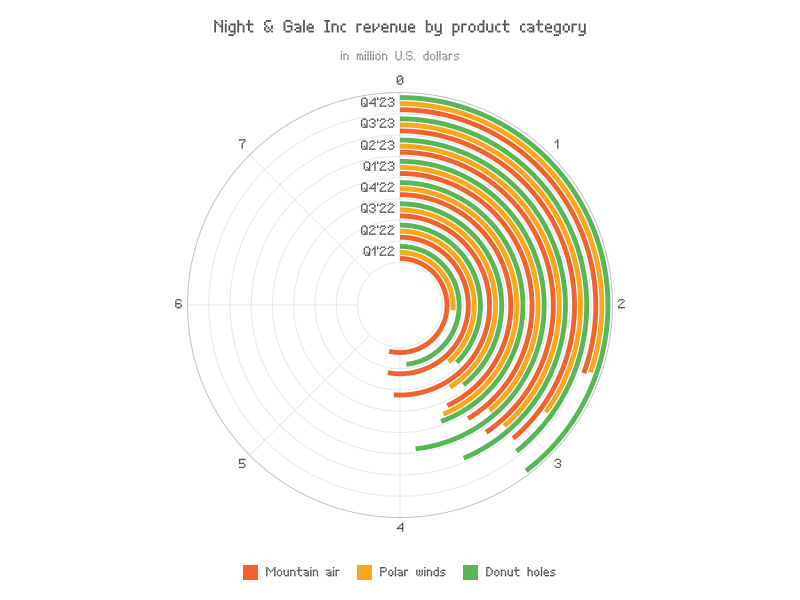 Night & Gale Inc revenue by product category
in million U.S. dollars
0
Q4'23
Q3'23
7
1
Q2'23
Q1'23
Q4'22
Q3'22
Q2'22
Q1'22
6
2
5
3
4
Mountain air
Polar winds
Donut holes